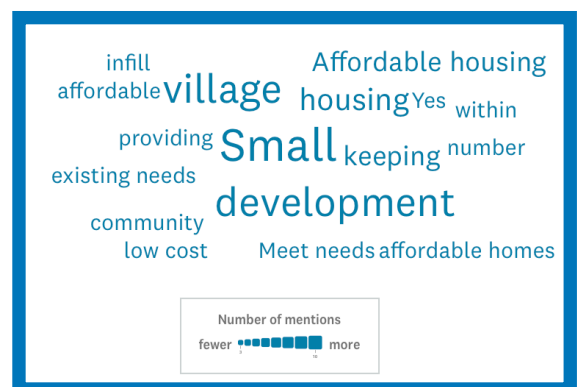 infill
Affordable housing
affordable village housing Yes within
providing Small keeping number
existing needs
development
community
low cost Meet needs affordable homes
Number of mentions
fewer more